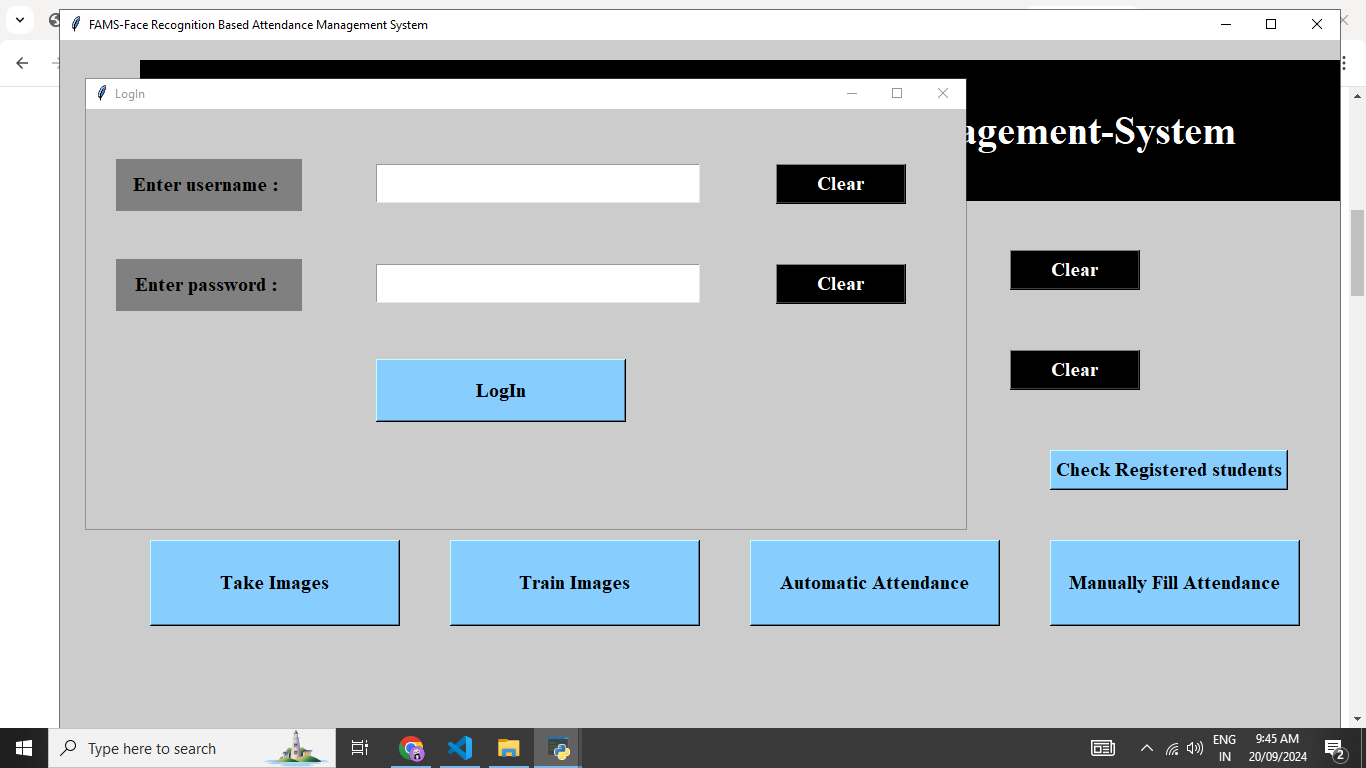 FAMS-Face Recognition Based Attendance Management System
LogIn
agement-System
Enter username :
Clear
Enter password :
Clear
Clear
Clear
LogIn
Check Registered students
Take Images
Train Images
Automatic Attendance
Manually Fill Attendance
Type here to search
ENG
IN
9:45 AM
20/09/2024
2